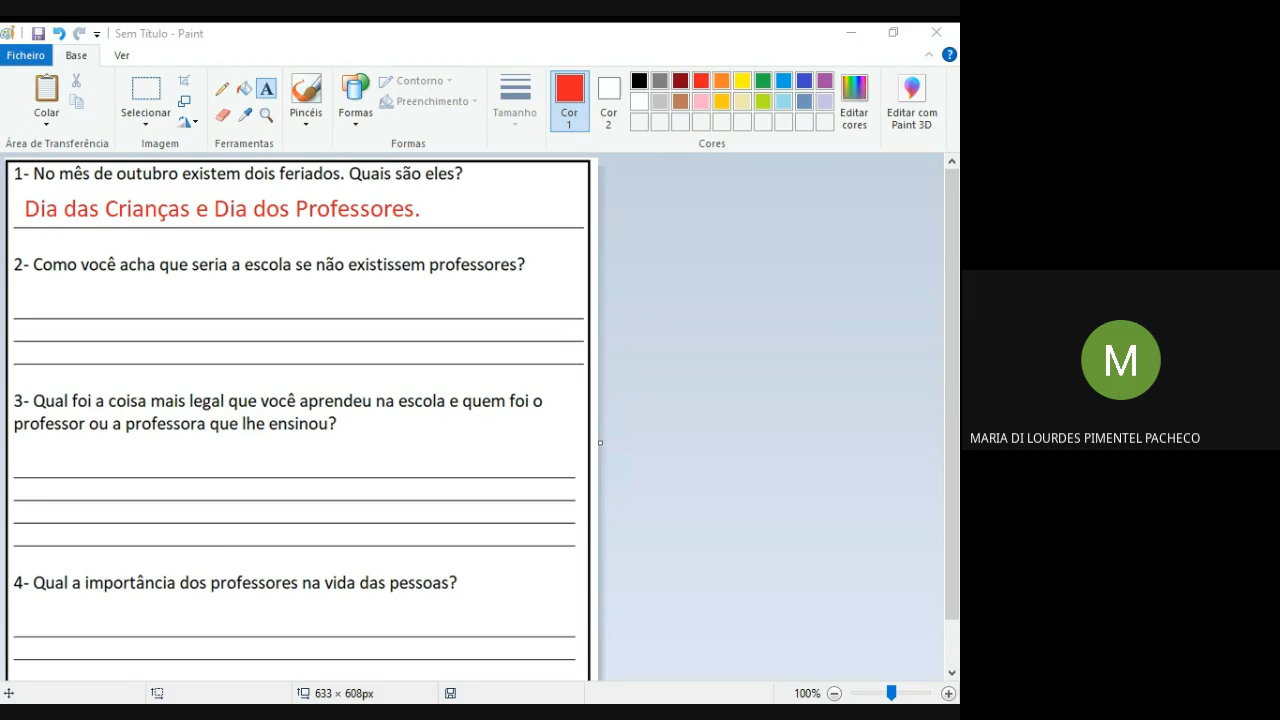 Sem Título - Paint
Ficheiro Base Ver
Colar
Selecionar
A
Pincéis
Formas
Contorno
Preenchimento
Tamanho
Cor 1
Cor 2
Editar cores
Editar com Paint 3D
Área de Transferência Imagem Ferramentas Formas Cores
1- No mês de outubro existem dois feriados. Quais são eles?
Dia das Crianças e Dia dos Professores.
2- Como você acha que seria a escola se não existissem professores?
3- Qual foi a coisa mais legal que você aprendeu na escola e quem foi o
professor ou a professora que lhe ensinou?
4- Qual a importância dos professores na vida das pessoas?
633 × 608px 100%
M
MARIA DI LOURDES PIMENTEL PACHECO